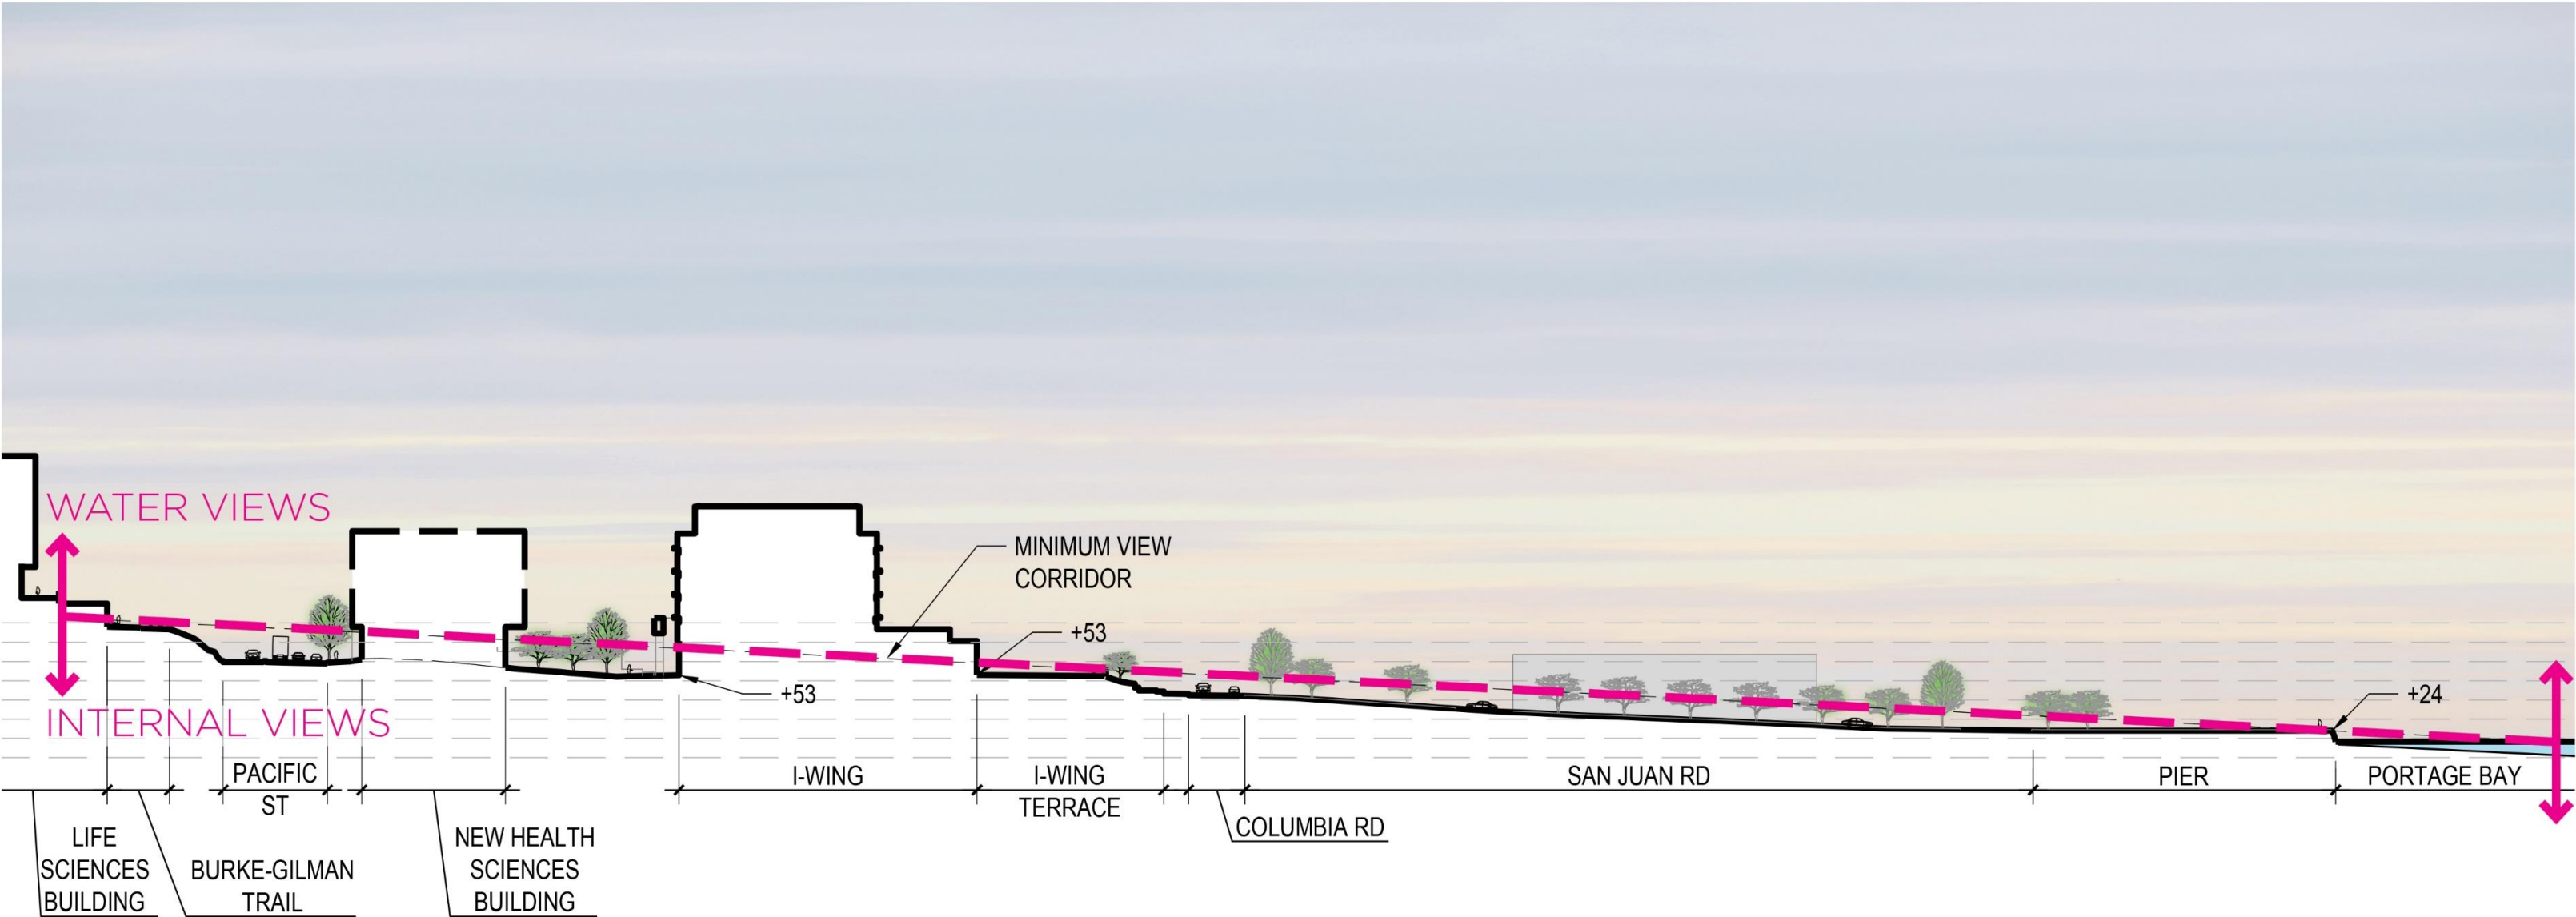 WATER VIEWS
MINIMUM VIEW
CORRIDOR
+53
+53
+24
INTERNAL VIEWS
PACIFIC
ST
I-WING
I-WING
TERRACE
SAN JUAN RD
PIER
PORTAGE BAY
COLUMBIA RD
LIFE
SCIENCES
BUILDING
BURKE-GILMAN
TRAIL
NEW HEALTH
SCIENCES
BUILDING